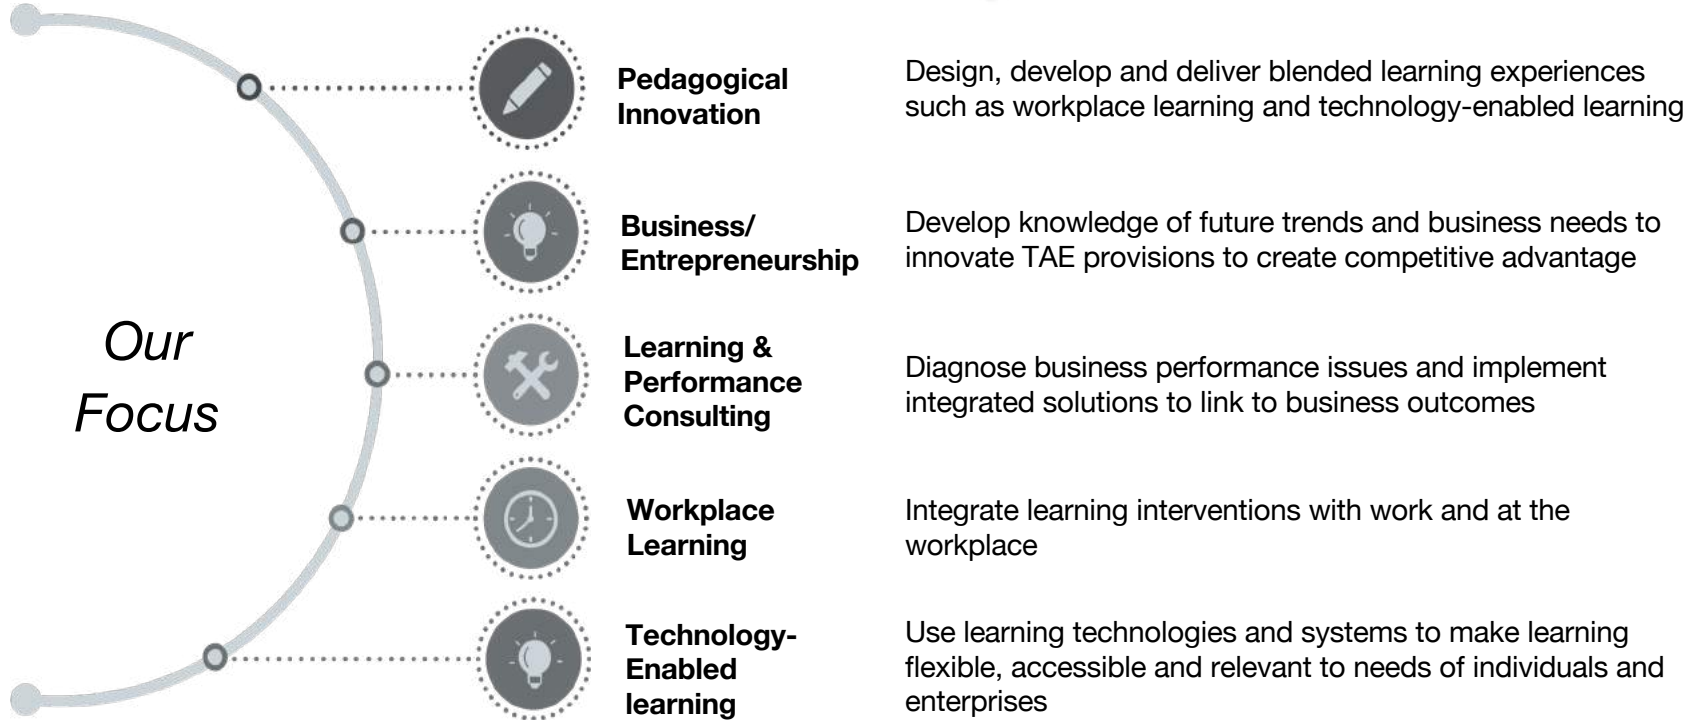 Our
Focus
Pedagogical
Innovation
Design, develop and deliver blended learning experiences
such as workplace learning and technology-enabled learning
Business/
Entrepreneurship
Develop knowledge of future trends and business needs to
innovate TAE provisions to create competitive advantage
Learning &
Performance
Consulting
Diagnose business performance issues and implement
integrated solutions to link to business outcomes
Workplace
Learning
Integrate learning interventions with work and at the
workplace
Technology-
Enabled
learning
Use learning technologies and systems to make learning
flexible, accessible and relevant to needs of individuals and
enterprises